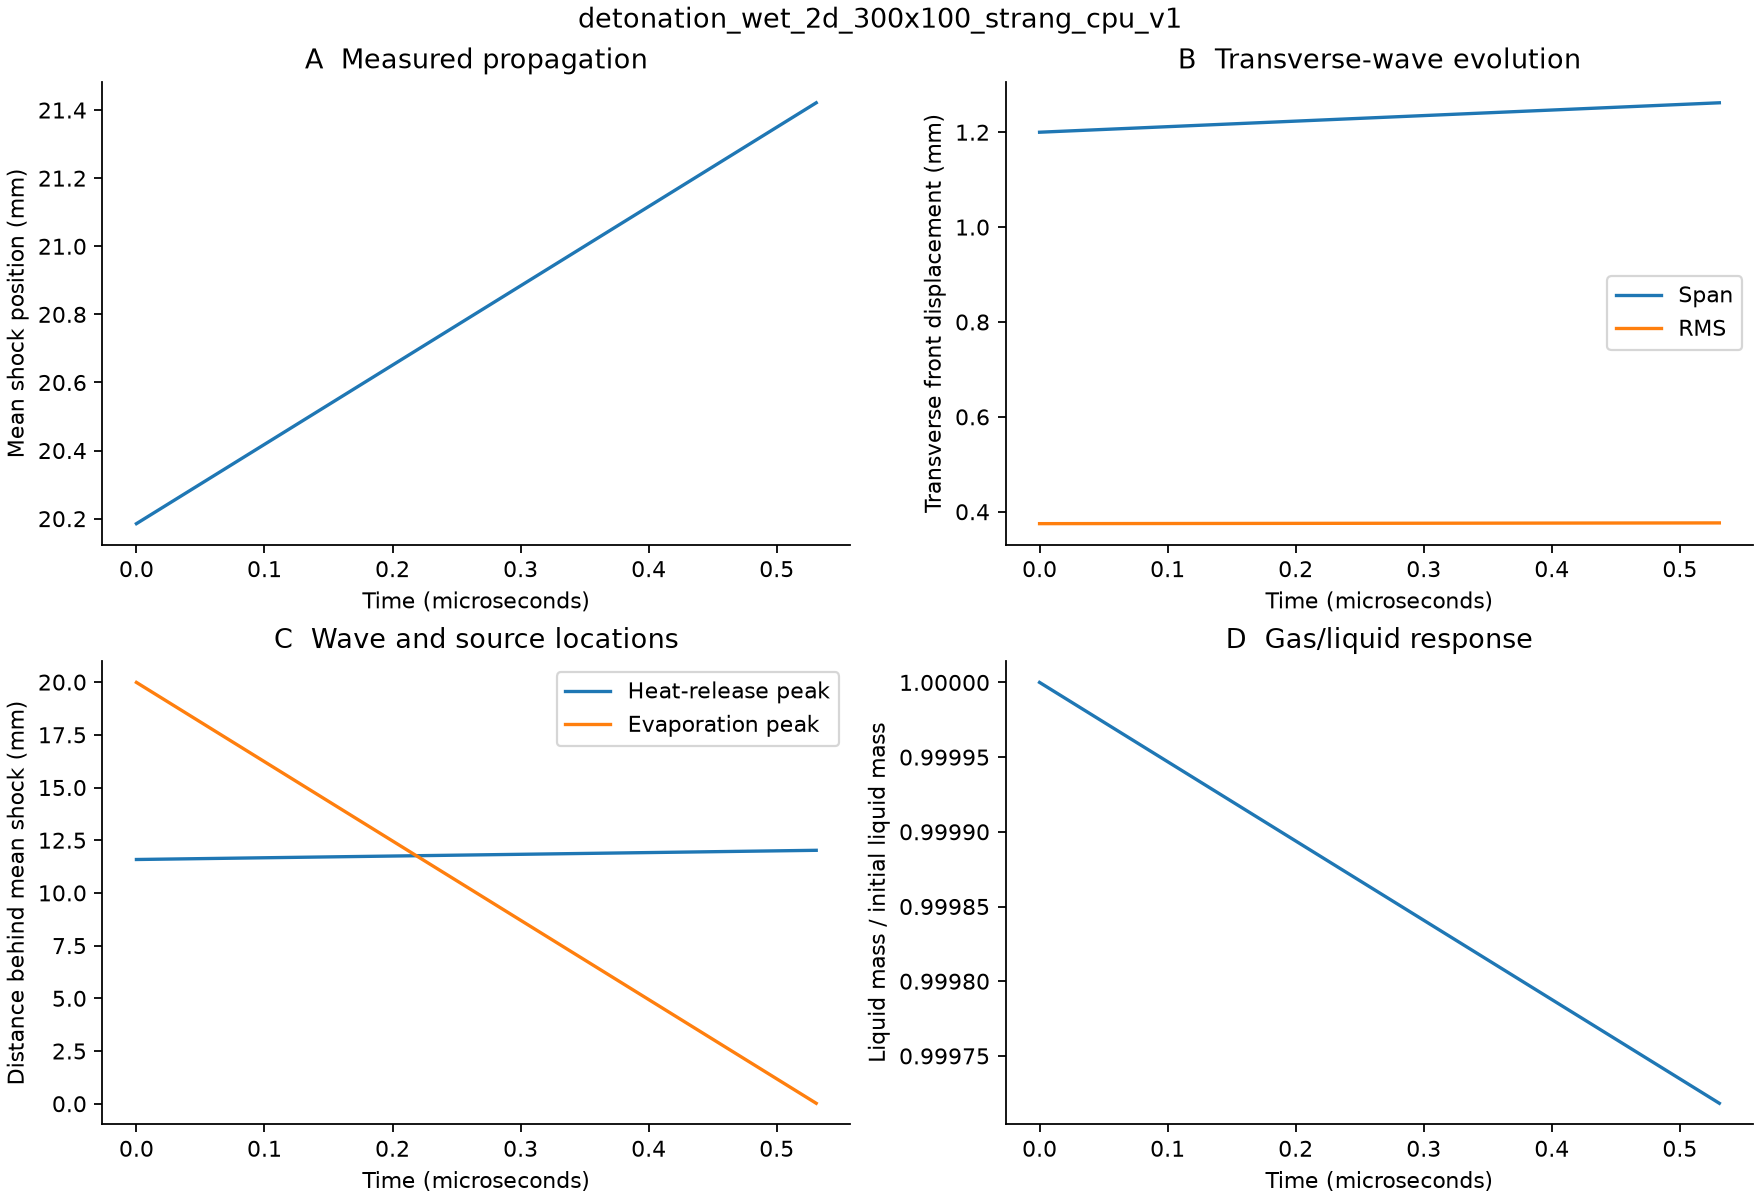 detonation_wet_2d_300x100_strang_cpu_v1
A Measured propagation
Mean shock position (mm)
21.4
21.2
21.0
20.8
20.6
20.4
20.2
0.0 0.1 0.2 0.3 0.4 0.5
Time (microseconds)
B Transverse-wave evolution
Transverse front displacement (mm)
1.2
1.0
0.8
0.6
0.4
Span
RMS
0.0 0.1 0.2 0.3 0.4 0.5
Time (microseconds)
C Wave and source locations
Distance behind mean shock (mm)
20.0
17.5
15.0
12.5
10.0
7.5
5.0
2.5
0.0
Heat-release peak
Evaporation peak
0.0 0.1 0.2 0.3 0.4 0.5
Time (microseconds)
D Gas/liquid response
Liquid mass / initial liquid mass
1.00000
0.99995
0.99990
0.99985
0.99980
0.99975
0.0 0.1 0.2 0.3 0.4 0.5
Time (microseconds)